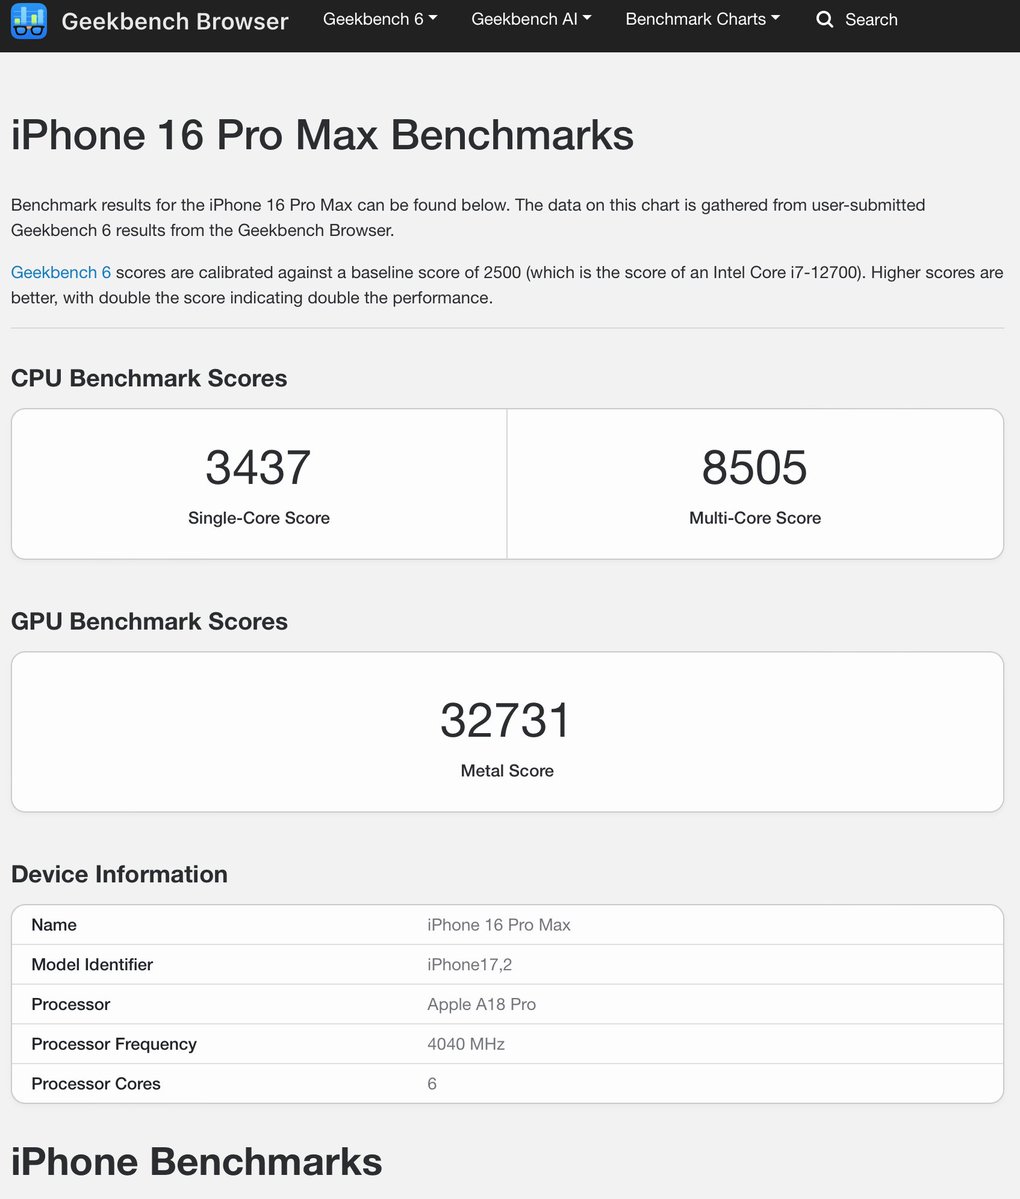 Geekbench Browser Geekbench 6 Geekbench AI Benchmark Charts Search
iPhone 16 Pro Max Benchmarks
Benchmark results for the iPhone 16 Pro Max can be found below. The data on this chart is gathered from user-submitted
Geekbench 6 results from the Geekbench Browser.
Geekbench 6 scores are calibrated against a baseline score of 2500 (which is the score of an Intel Core i7-12700). Higher scores are
better, with double the score indicating double the performance.
CPU Benchmark Scores
3437 8505
Single-Core Score Multi-Core Score
GPU Benchmark Scores
32731
Metal Score
Device Information
Name iPhone 16 Pro Max
Model Identifier iPhone17,2
Processor Apple A18 Pro
Processor Frequency 4040 MHz
Processor Cores 6
iPhone Benchmarks